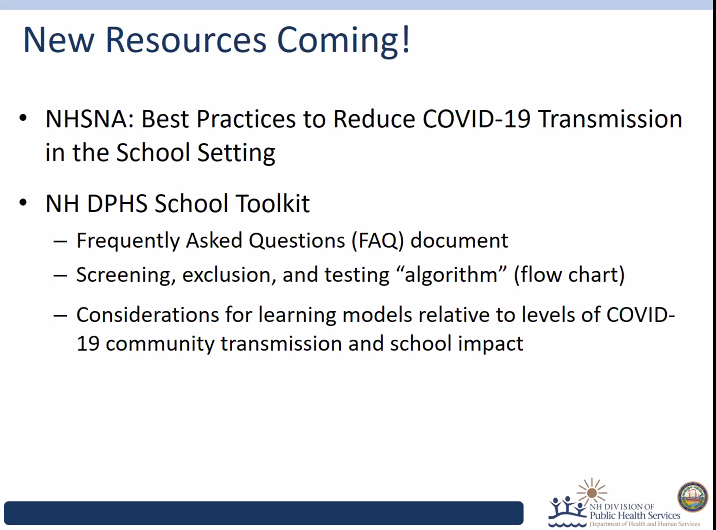 New Resources Coming!
• NHSNA: Best Practices to Reduce COVID-19 Transmission
in the School Setting
• NH DPHS School Toolkit
– Frequently Asked Questions (FAQ) document
– Screening, exclusion, and testing “algorithm” (flow chart)
– Considerations for learning models relative to levels of COVID-
19 community transmission and school impact
NH DIVISION OF
Public Health Services
Department of Health and Human Services